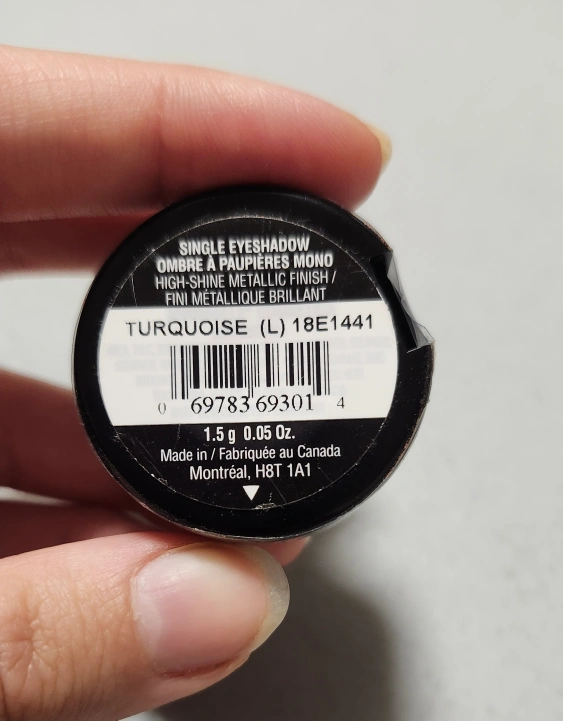 SINGLE EYESHADOW
OMBRE À PAUPIÈRES MONO
HIGH-SHINE METALLIC FINISH /
FINI MÉTALLIQUE BRILLANT
TURQUOISE (L) 18E1441
0 69783 69301 4
1.5 g 0.05 Oz.
Made in / Fabriquée au Canada
Montréal, H8T 1A1